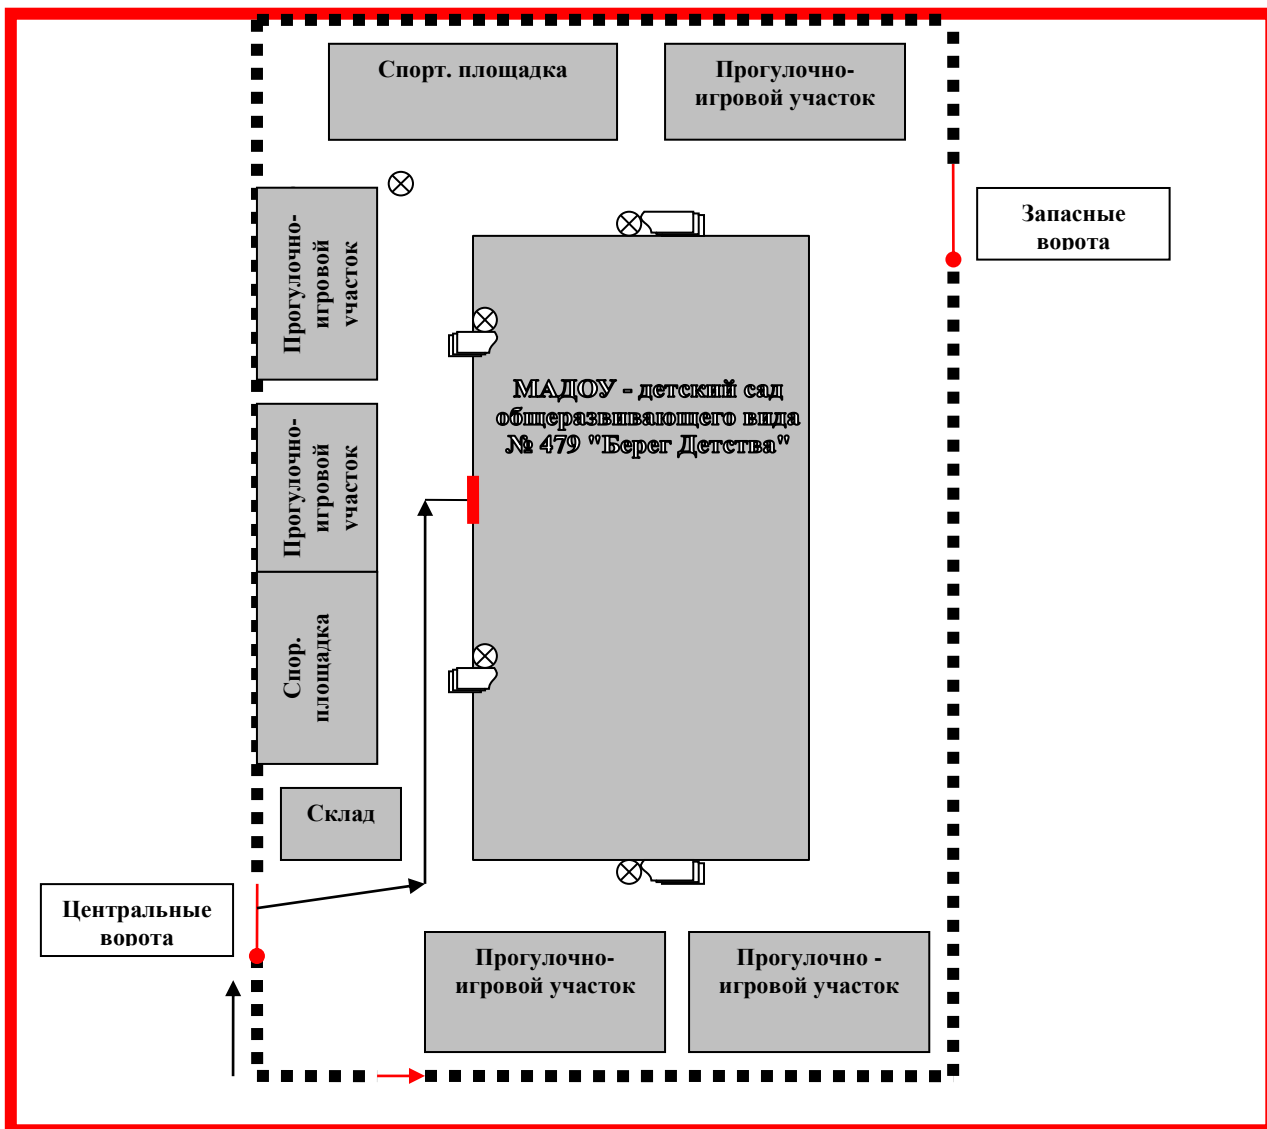 Спорт. площадка
Прогулочно-
игровой участок
Запасные
ворота
Прогулочно-
игровой
участок
МАДОУ - детский сад
общеразвивающего вида
№ 479 "Берег Детства"
Прогулочно-
игровой
участок
Спор.
площадка
Склад
Центральные
ворота
Прогулочно-
игровой участок
Прогулочно -
игровой участок